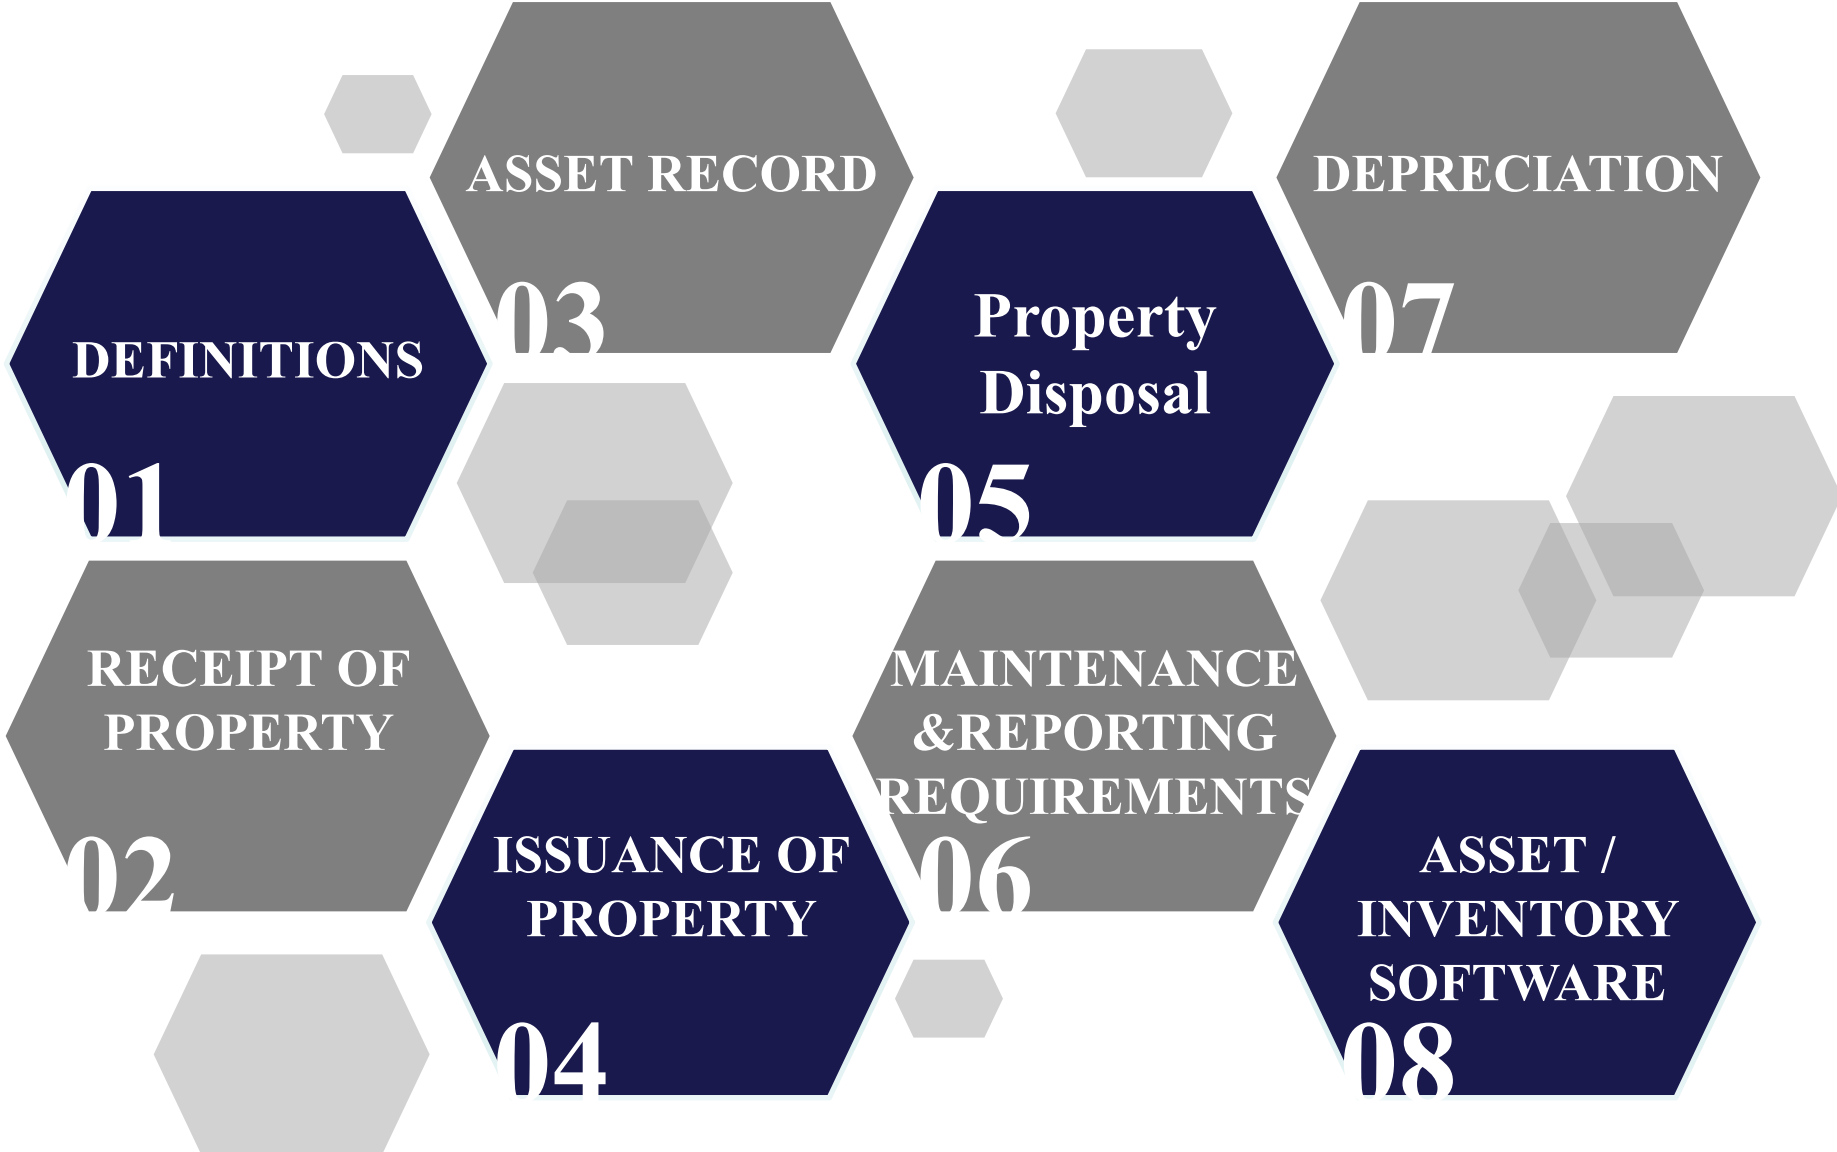 DEFINITIONS
01
RECEIPT OF
PROPERTY
02
ASSET RECORD
03
ISSUANCE OF
PROPERTY
04
Property
Disposal
05
MAINTENANCE
&REPORTING
REQUIREMENTS
06
DEPRECIATION
07
ASSET /
INVENTORY
SOFTWARE
08